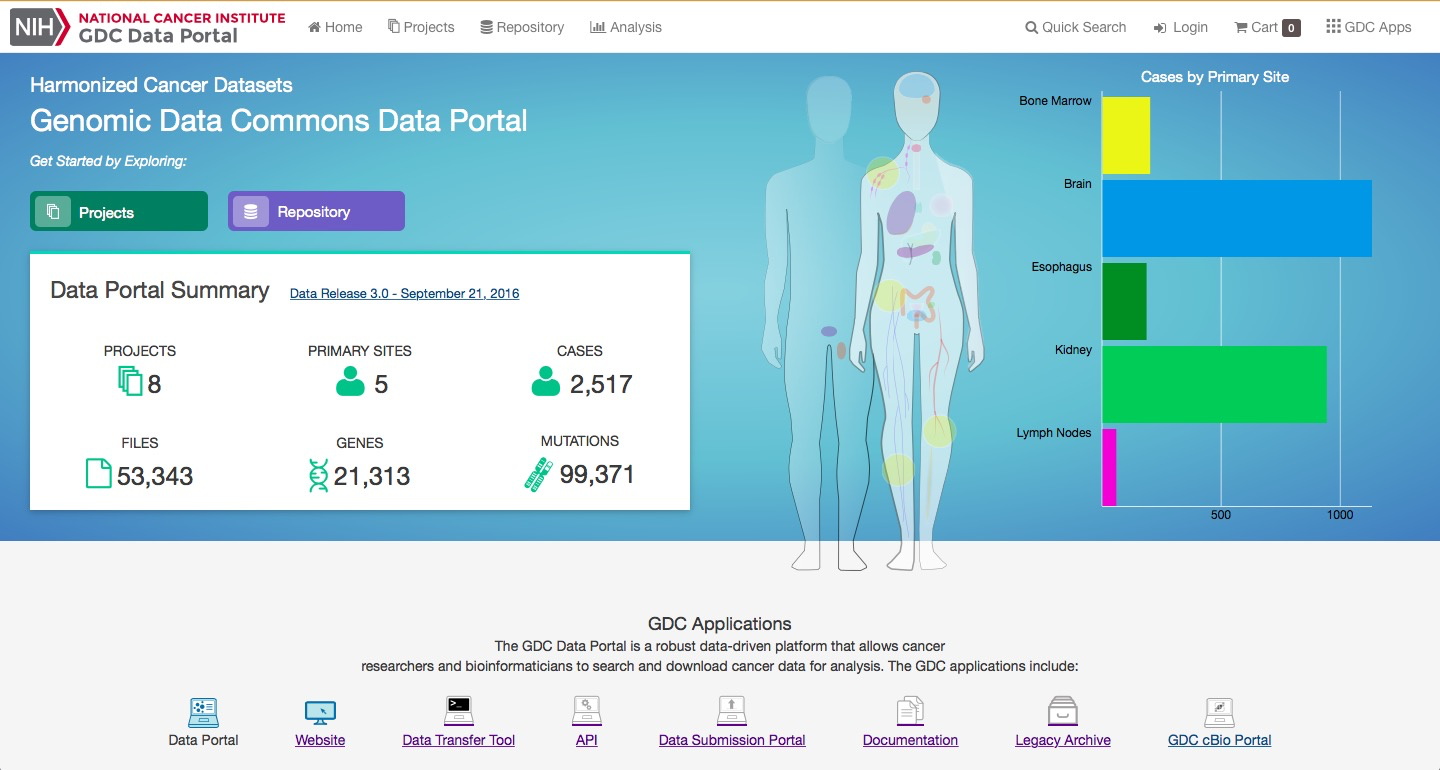 NIH NATIONAL CANCER INSTITUTE
GDC Data Portal
Home Projects Repository Analysis
Quick Search Login Cart 0 GDC Apps
Harmonized Cancer Datasets
Genomic Data Commons Data Portal
Get Started by Exploring:
Projects Repository
Data Portal Summary Data Release 3.0 - September 21, 2016
PROJECTS PRIMARY SITES CASES
8 5 2,517
FILES GENES MUTATIONS
53,343 21,313 99,371
Cases by Primary Site
Bone Marrow
Brain
Esophagus
Kidney
Lymph Nodes
500 1000
GDC Applications
The GDC Data Portal is a robust data-driven platform that allows cancer
researchers and bioinformaticians to search and download cancer data for analysis. The GDC applications include:
Data Portal Website Data Transfer Tool API Data Submission Portal Documentation Legacy Archive GDC cBio Portal